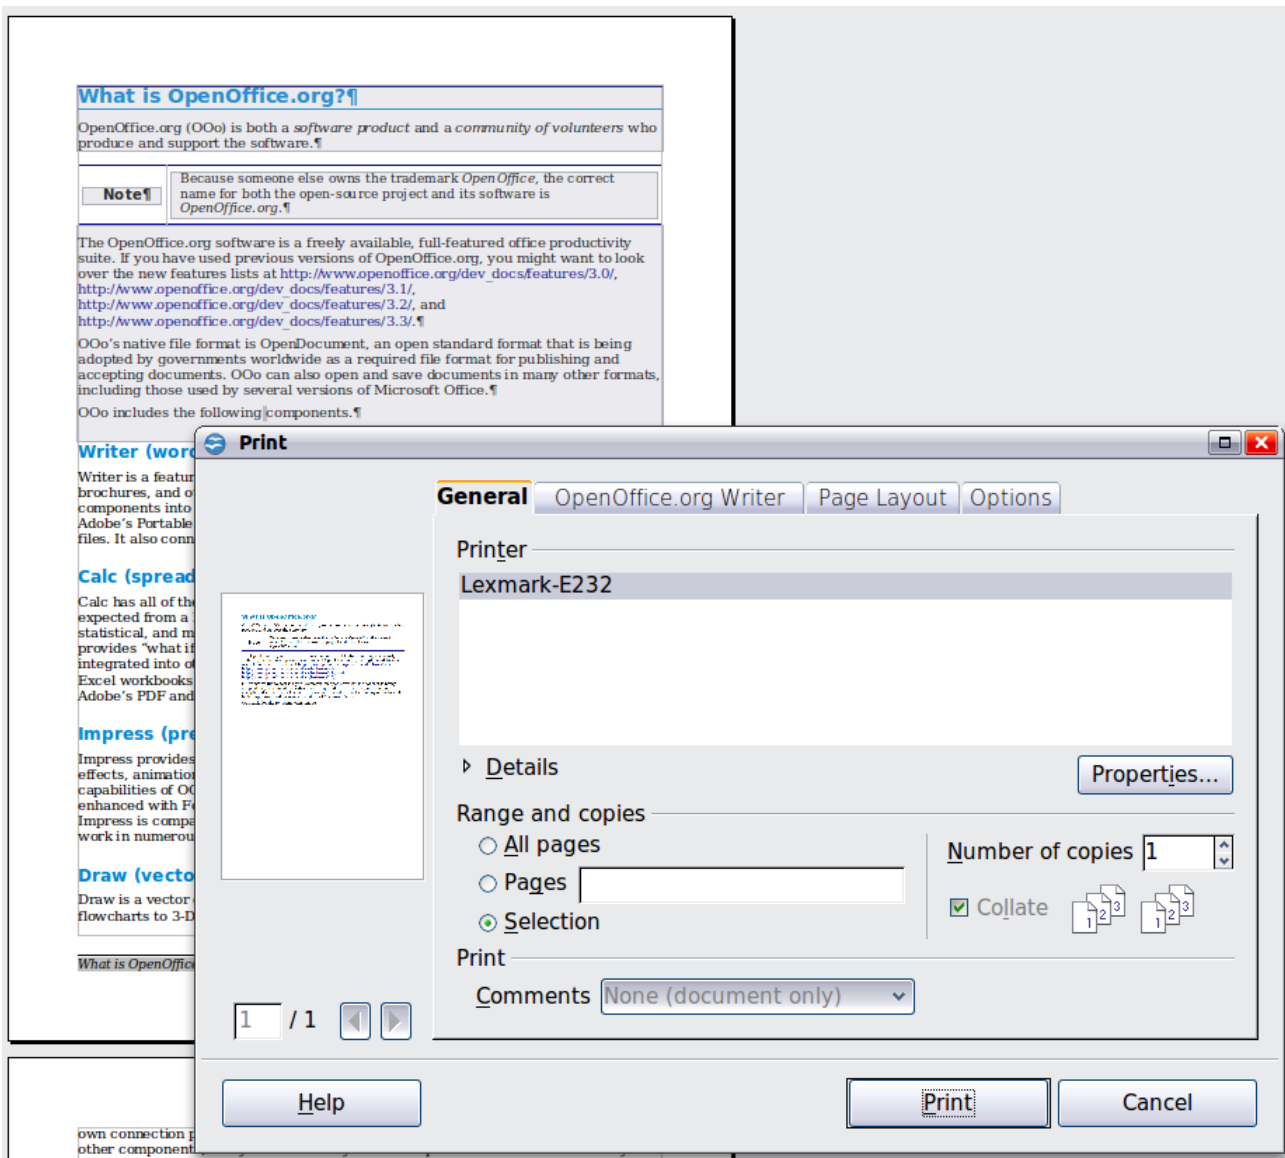 What is OpenOffice.org?¶
OpenOffice.org (OOo) is both a software product and a community of volunteers who
produce and support the software.¶
Note¶
Because someone else owns the trademark Open Office, the correct
name for both the open-source project and its software is
OpenOffice.org.¶
The OpenOffice.org software is a freely available, full-featured office productivity
suite. If you have used previous versions of OpenOffice.org, you might want to look
over the new features lists at http://www.openoffice.org/dev_docs/features/3.0/,
http://www.openoffice.org/dev_docs/features/3.1/,
http://www.openoffice.org/dev_docs/features/3.2/, and
http://www.openoffice.org/dev_docs/features/3.3/.¶
OOo's native file format is OpenDocument, an open standard format that is being
adopted by governments worldwide as a required file format for publishing and
accepting documents. OOo can also open and save documents in many other formats,
including those used by several versions of Microsoft Office.¶
OOo includes the following components.¶
Writer (word
Writer is a featur
brochures, and o
components into
Adobe's Portable
files. It also conn
Calc (spread
Calc has all of the
expected from a
statistical, and m
provides "what if
integrated into o
Excel workbooks
Adobe's PDF and
Impress (pre
Impress provides
effects, animation
capabilities of OO
enhanced with Fo
Impress is compa
work in numerou
Draw (vecto
Draw is a vector
flowcharts to 3-D
What is OpenOffice
own connection p
other component
Print
General
OpenOffice.org Writer
Page Layout
Options
Printer
Lexmark-E232
Details
Properties...
Range and copies
All pages
Pages
Selection
Number of copies 1
Collate
1 2 3
1 2 3
Print
Comments None (document only)
1 / 1
Help
Print
Cancel